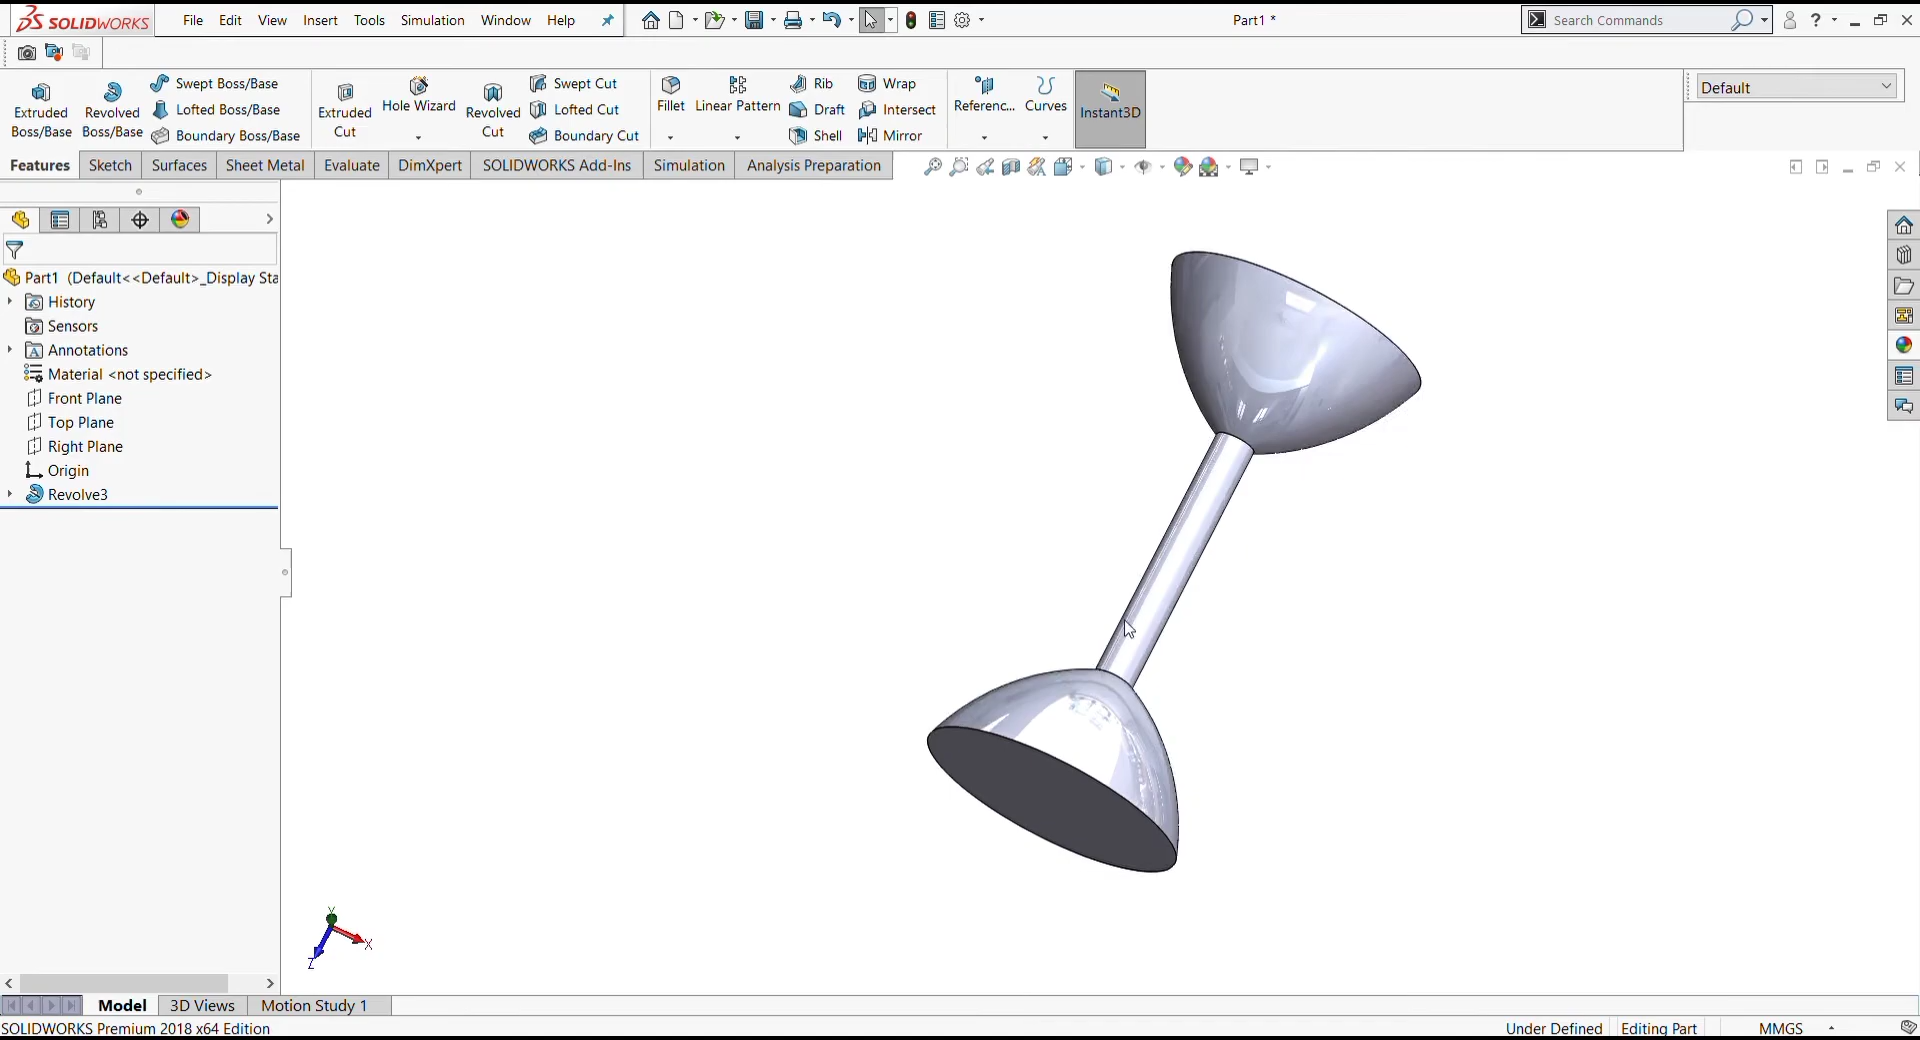 SOLIDWORKS File Edit View Insert Tools Simulation Window Help Part1 * Search Commands ?
Extruded Boss/Base
Revolved Boss/Base
Swept Boss/Base
Lofted Boss/Base
Boundary Boss/Base
Extruded Cut
Hole Wizard
Revolved Cut
Swept Cut
Lofted Cut
Boundary Cut
Fillet
Linear Pattern
Rib
Draft
Shell
Wrap
Intersect
Mirror
Referenc...
Curves
Instant3D
Default
Features Sketch Surfaces Sheet Metal Evaluate DimXpert SOLIDWORKS Add-Ins Simulation Analysis Preparation
Part1 (Default<<Default>_Display Sta
History
Sensors
A Annotations
Material <not specified>
Front Plane
Top Plane
Right Plane
Origin
Revolve3
Y
X
Z
Model 3D Views Motion Study 1
SOLIDWORKS Premium 2018 x64 Edition Under Defined Editing Part MMGS